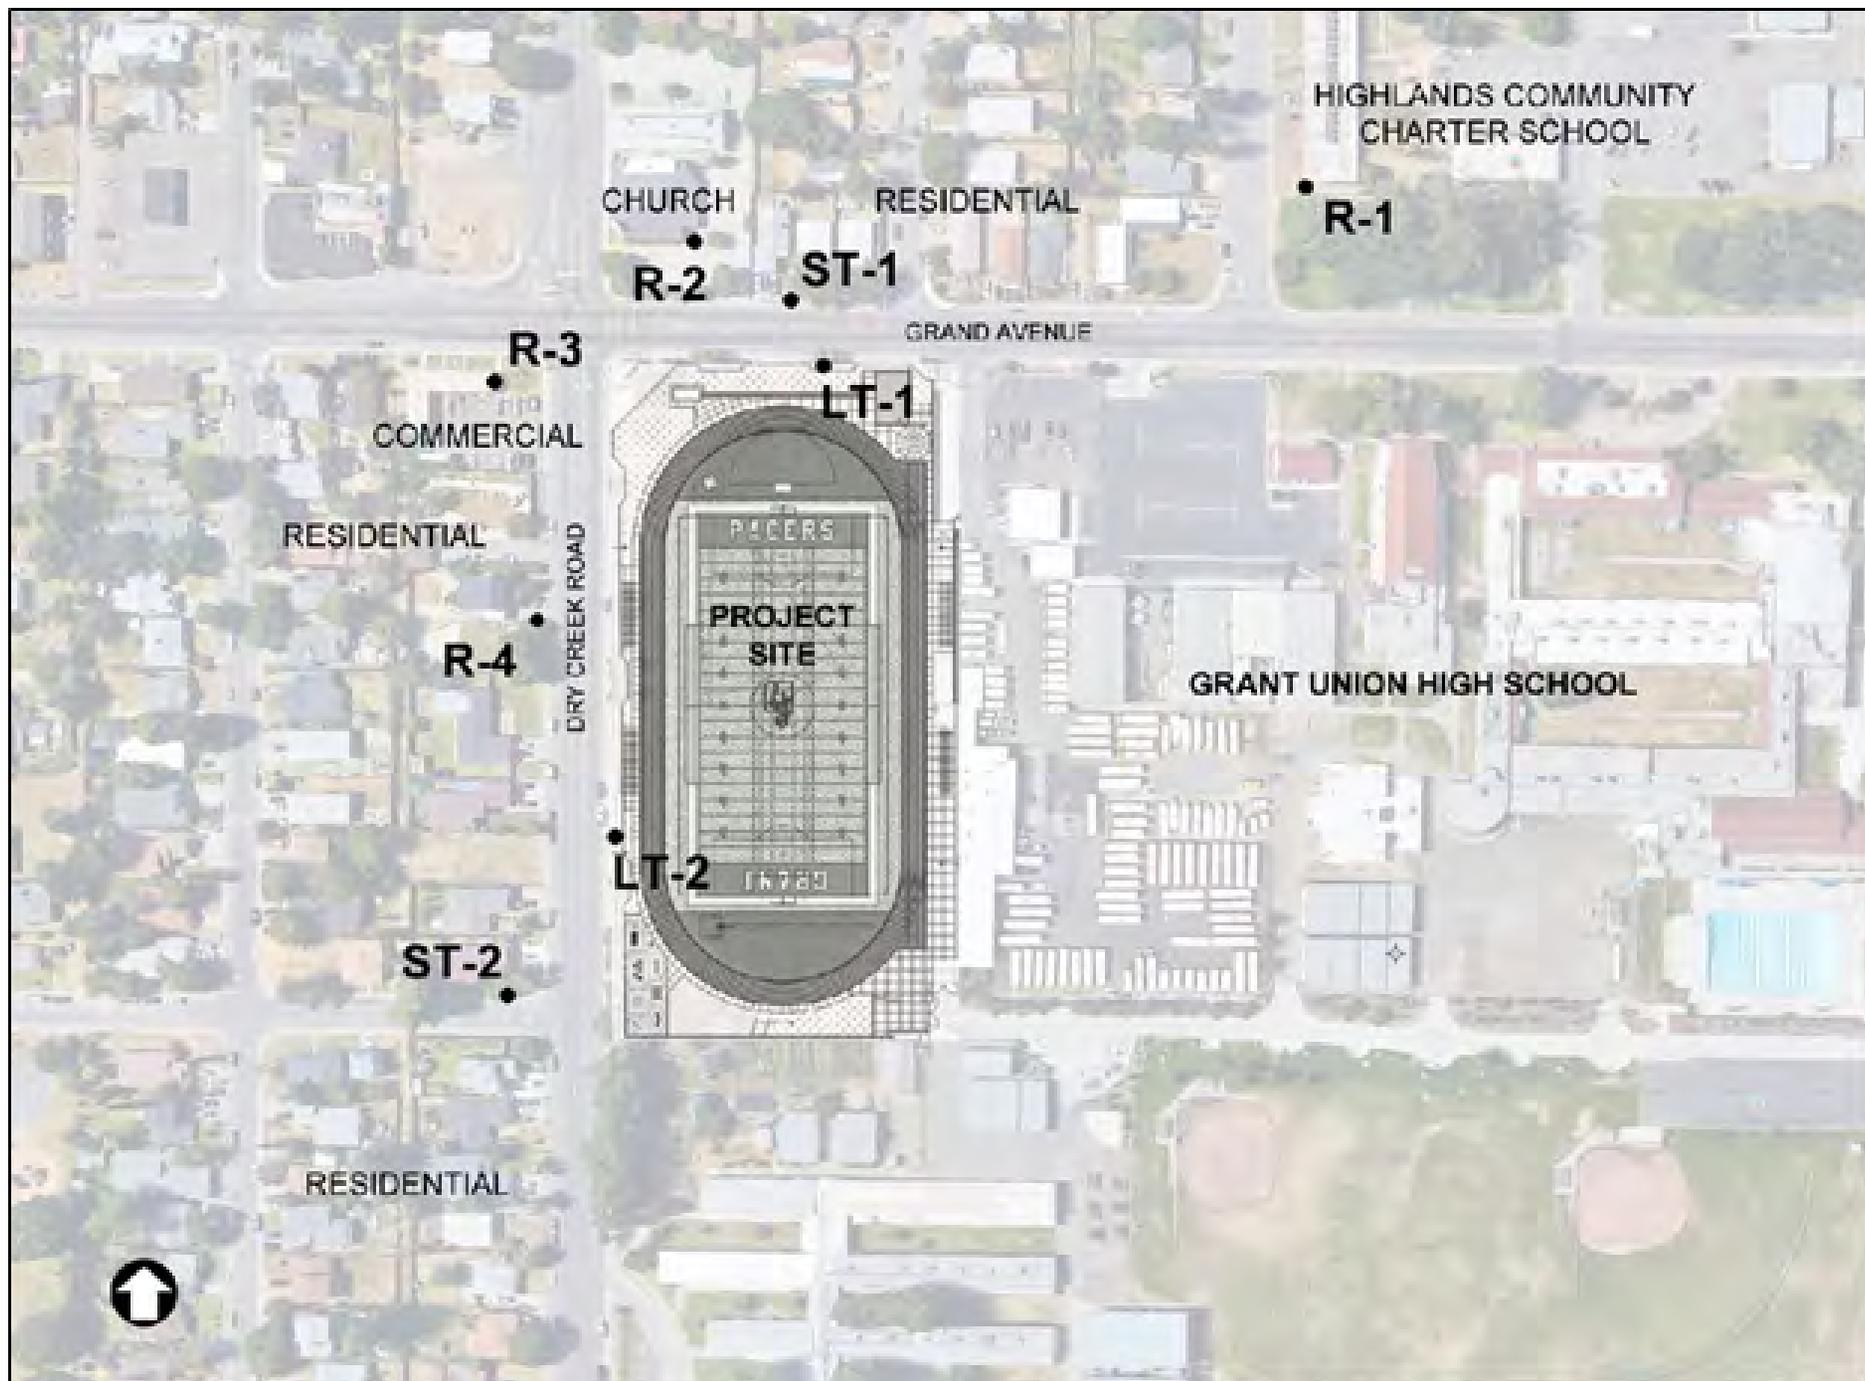 HIGHLANDS COMMUNITY
CHARTER SCHOOL
CHURCH
RESIDENTIAL
R-1
R-2
ST-1
GRAND AVENUE
R-3
LT-1
COMMERCIAL
RESIDENTIAL
PACERS
DRY CREEK ROAD
PROJECT
SITE
R-4
GRANT UNION HIGH SCHOOL
LT-2
GRANT
ST-2
RESIDENTIAL